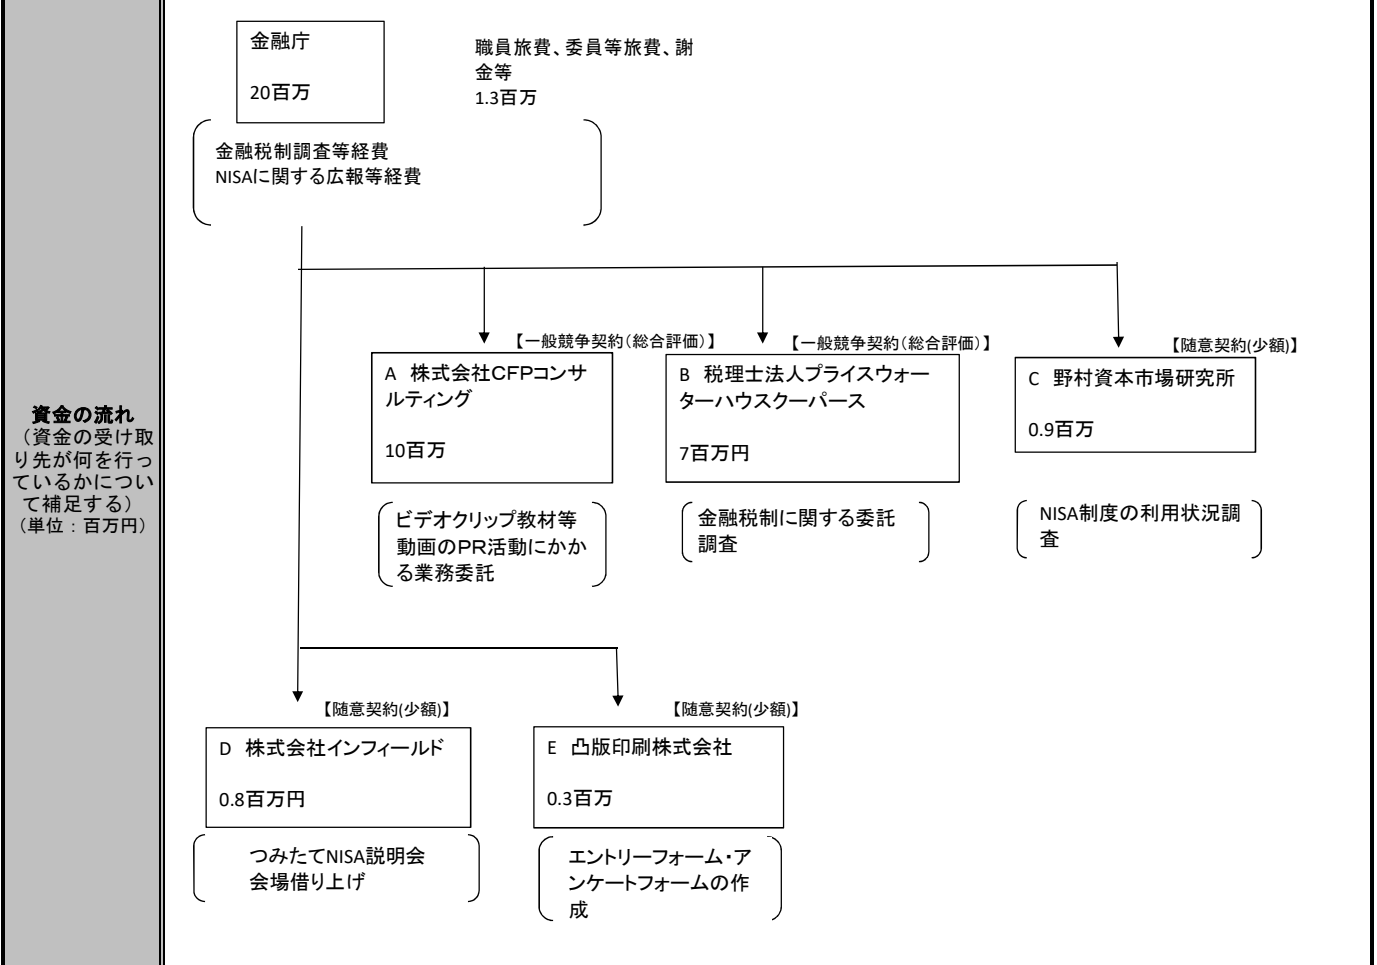 資金の流れ
（資金の受け取
り先が何を行っ
ているかについ
て補足する）
（単位：百万円）
金融庁
20百万
職員旅費、委員等旅費、謝
金等
1.3百万
金融税制調査等経費
NISAに関する広報等経費
【一般競争契約（総合評価）】
A　株式会社CFPコンサ
ルティング
10百万
ビデオクリップ教材等
動画のPR活動にかか
る業務委託
【一般競争契約（総合評価）】
B　税理士法人プライスウォー
ターハウスクーパース
7百万円
金融税制に関する委託
調査
【随意契約(少額)】
C　野村資本市場研究所
0.9百万
NISA制度の利用状況調
査
【随意契約(少額)】
D　株式会社インフィールド
0.8百万円
つみたてNISA説明会
会場借り上げ
【随意契約(少額)】
E　凸版印刷株式会社
0.3百万
エントリーフォーム・ア
ンケートフォームの作
成